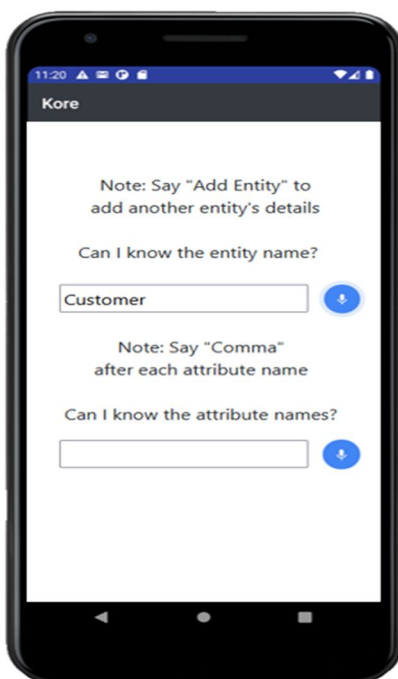 11:20
Kore
Note: Say "Add Entity" to
add another entity's details
Can I know the entity name?
Customer
Note: Say "Comma"
after each attribute name
Can I know the attribute names?